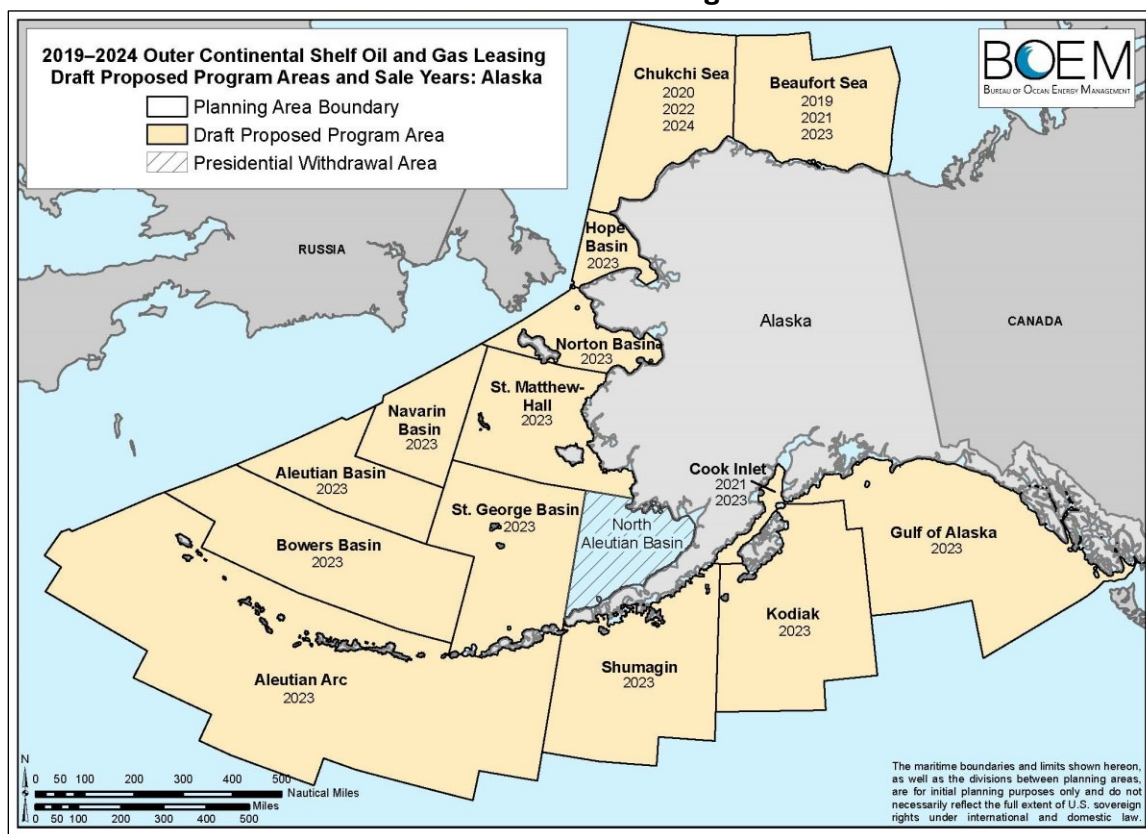 2019–2024 Outer Continental Shelf Oil and Gas Leasing
Draft Proposed Program Areas and Sale Years: Alaska
Planning Area Boundary
Draft Proposed Program Area
Presidential Withdrawal Area
BOEM
BUREAU OF OCEAN ENERGY MANAGEMENT
Chukchi Sea
2020
2022
2024
Beaufort Sea
2019
2021
2023
Hope
Basin
2023
RUSSIA
Alaska
CANADA
Norton Basin
2023
St. Matthew-
Hall
2023
Navarin
Basin
2023
Aleutian Basin
2023
Cook Inlet
2021
2023
St. George Basin
2023
North
Aleutian Basin
Gulf of Alaska
2023
Bowers Basin
2023
Kodiak
2023
Shumagin
2023
Aleutian Arc
2023
N
0 50 100 200 300 400 500
Nautical Miles
Miles
0 50 100 200 300 400 500
The maritime boundaries and limits shown hereon,
as well as the divisions between planning areas,
are for initial planning purposes only and do not
necessarily reflect the full extent of U.S. sovereign
rights under international and domestic law.